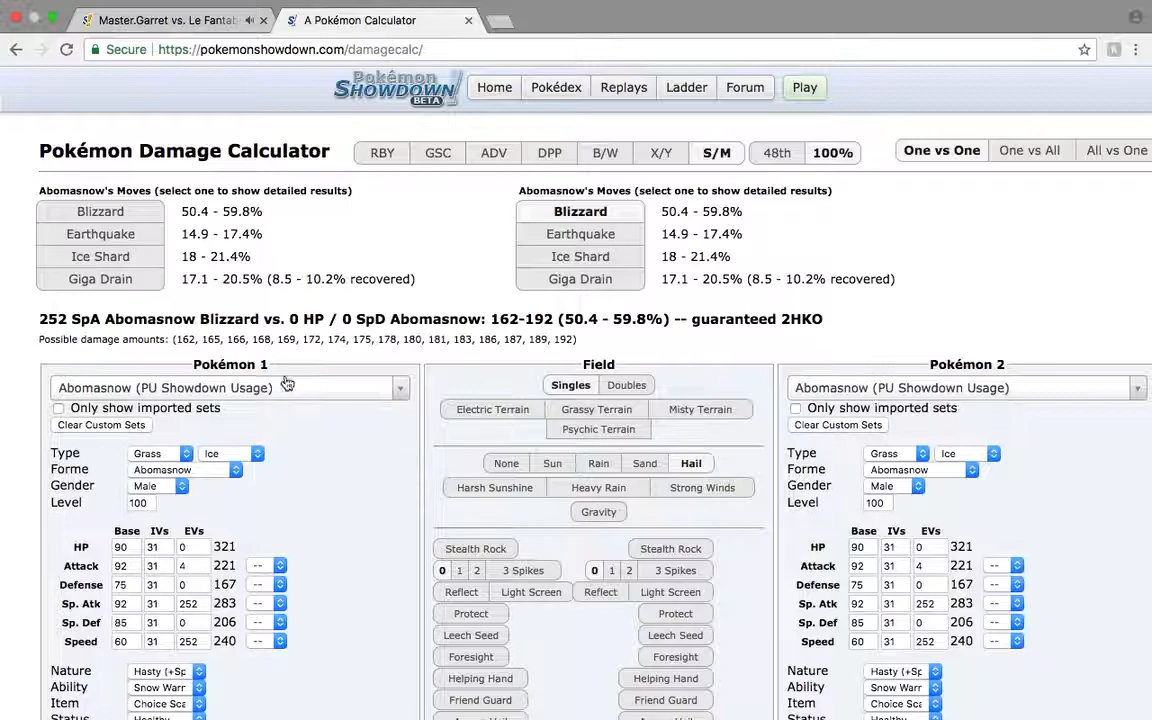 Master.Garret vs. Le Fantab
A Pokémon Calculator
Secure https://pokemonshowdown.com/damagecalc/
Pokémon SHOWDOWN! BETA Home Pokédex Replays Ladder Forum Play
Pokémon Damage Calculator RBY GSC ADV DPP B/W X/Y S/M 48th 100% One vs One One vs All All vs One
Abomasnow's Moves (select one to show detailed results) Abomasnow's Moves (select one to show detailed results)
Blizzard 50.4 - 59.8% Blizzard 50.4 - 59.8%
Earthquake 14.9 - 17.4% Earthquake 14.9 - 17.4%
Ice Shard 18 - 21.4% Ice Shard 18 - 21.4%
Giga Drain 17.1 - 20.5% (8.5 - 10.2% recovered) Giga Drain 17.1 - 20.5% (8.5 - 10.2% recovered)
252 SpA Abomasnow Blizzard vs. 0 HP / 0 SpD Abomasnow: 162-192 (50.4 - 59.8%) -- guaranteed 2HKO
Possible damage amounts: (162, 165, 166, 168, 169, 172, 174, 175, 178, 180, 181, 183, 186, 187, 189, 192)
Pokémon 1 Field Pokémon 2
Abomasnow (PU Showdown Usage) Singles Doubles Abomasnow (PU Showdown Usage)
Only show imported sets Electric Terrain Grassy Terrain Misty Terrain Only show imported sets
Clear Custom Sets Psychic Terrain Clear Custom Sets
Type Grass Ice None Sun Rain Sand Hail Type Grass Ice
Forme Abomasnow Forme Abomasnow
Gender Male Harsh Sunshine Heavy Rain Strong Winds Gender Male
Level 100 Gravity Level 100
Base IVs EVs Base IVs EVs
HP 90 31 0 321 Stealth Rock Stealth Rock HP 90 31 0 321
Attack 92 31 4 221 -- 0 1 2 3 Spikes 0 1 2 3 Spikes Attack 92 31 4 221 --
Defense 75 31 0 167 -- Reflect Light Screen Reflect Light Screen Defense 75 31 0 167 --
Sp. Atk 92 31 252 283 -- Protect Protect Sp. Atk 92 31 252 283 --
Sp. Def 85 31 0 206 -- Leech Seed Leech Seed Sp. Def 85 31 0 206 --
Speed 60 31 252 240 -- Foresight Foresight Speed 60 31 252 240 --
Nature Hasty (+Sp Helping Hand Helping Hand Nature Hasty (+Sp
Ability Snow Warr Friend Guard Friend Guard Ability Snow Warr
Item Choice Sca Item Choice Sca
Status Healthy Status Healthy